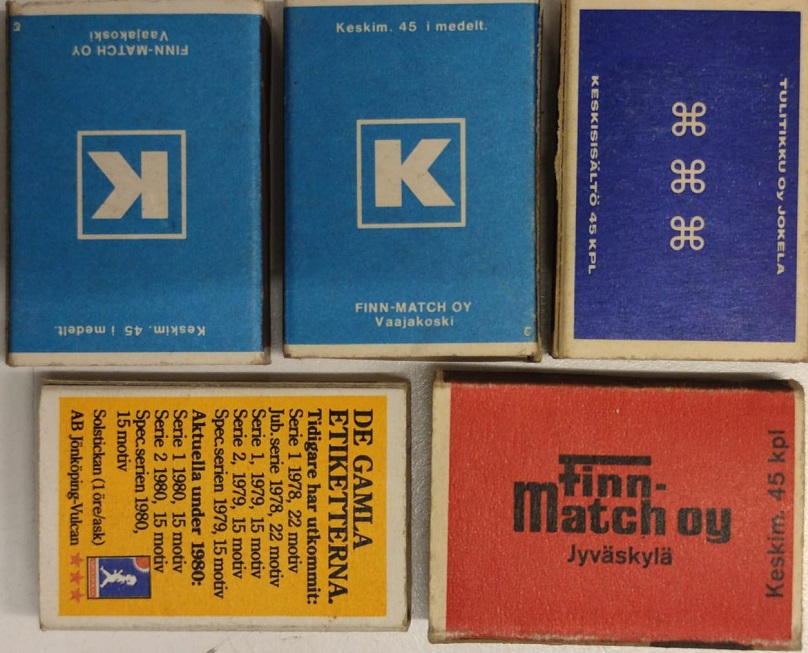 FINN-MATCH OY
Vaajakoski
K
Keskim. 45 i medelt.
Keskim. 45 i medelt.
K
FINN-MATCH OY
Vaajakoski
TULITIKKU Oy JOKELA
KESKISISÄLTÖ 45 KPL
DE GAMLA
ETIKETTERNA.
Tidigare har utkommit:
Serie 1 1978, 22 motiv
Jub.serie 1978, 22 motiv
Serie 1, 1979, 15 motiv
Serie 2, 1979, 15 motiv
Spec.serien 1979, 15 motiv
Aktuella under 1980:
Serie 1 1980, 15 motiv
Serie 2 1980, 15 motiv
Spec.serien 1980,
15 motiv
Solstickan (1 öre/ask)
AB Jönköping-Vulcan
Finn-
Match oy
Jyväskylä
Keskim. 45 kpl